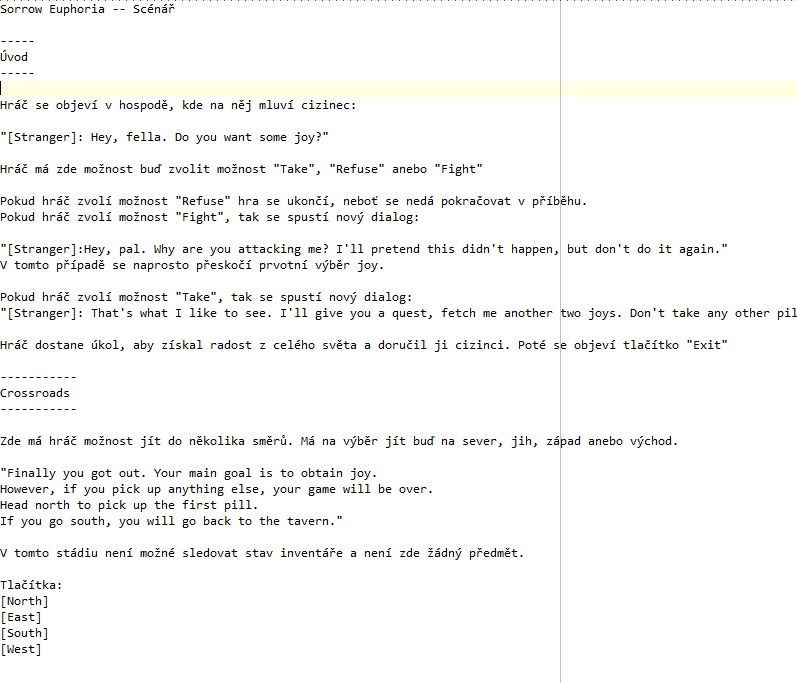 Sorrow Euphoria -- Scénář
-----
Úvod
-----
Hráč se objeví v hospodě, kde na něj mluví cizinec:
"[Stranger]: Hey, fella. Do you want some joy?"
Hráč má zde možnost buď zvolit možnost "Take", "Refuse" anebo "Fight"
Pokud hráč zvolí možnost "Refuse" hra se ukončí, neboť se nedá pokračovat v příběhu.
Pokud hráč zvolí možnost "Fight", tak se spustí nový dialog:
"[Stranger]:Hey, pal. Why are you attacking me? I'll pretend this didn't happen, but don't do it again."
V tomto případě se naprosto přeskočí prvotní výběr joy.
Pokud hráč zvolí možnost "Take", tak se spustí nový dialog:
"[Stranger]: That's what I like to see. I'll give you a quest, fetch me another two joys. Don't take any other pil
Hráč dostane úkol, aby získal radost z celého světa a doručil ji cizinci. Poté se objeví tlačítko "Exit"
-----------
Crossroads
-----------
Zde má hráč možnost jít do několika směrů. Má na výběr jít buď na sever, jih, západ anebo východ.
"Finally you got out. Your main goal is to obtain joy.
However, if you pick up anything else, your game will be over.
Head north to pick up the first pill.
If you go south, you will go back to the tavern."
V tomto stádiu není možné sledovat stav inventáře a není zde žádný předmět.
Tlačítka:
[North]
[East]
[South]
[West]